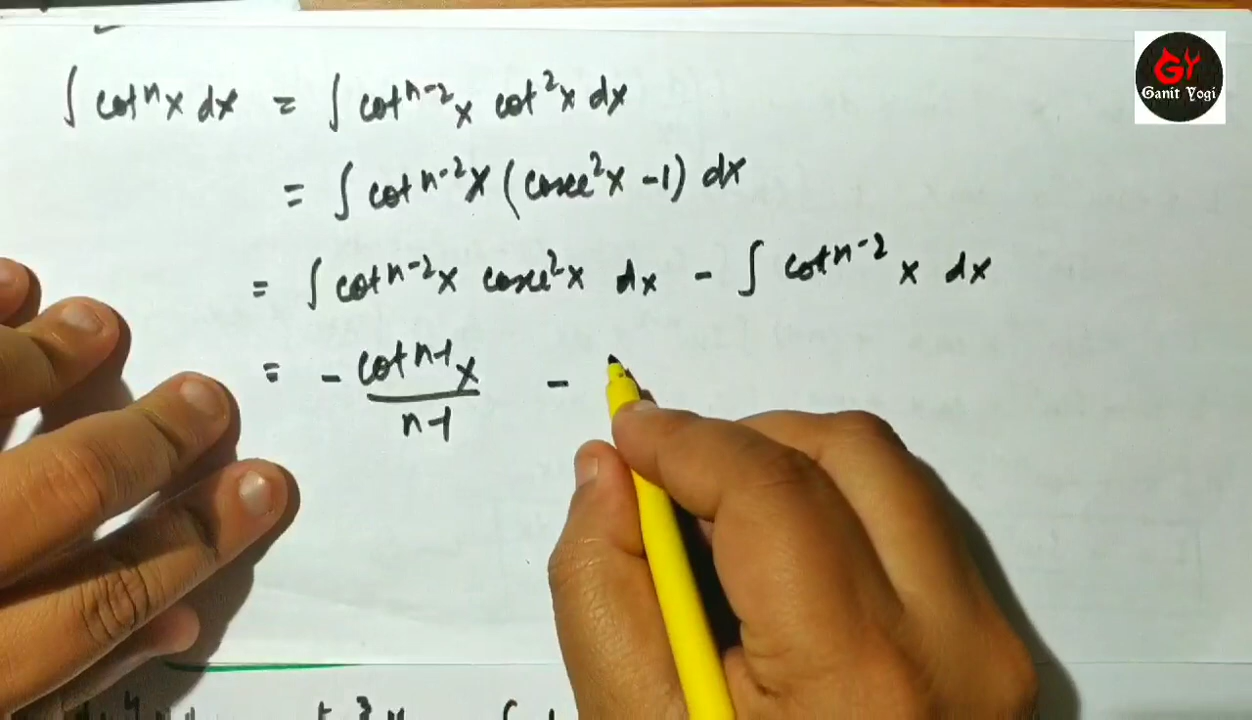 ∫ cotⁿx dx = ∫ cotⁿ⁻²x cot²x dx
GY
Ganit Yogi
= ∫ cotⁿ⁻²x (cosec²x -1) dx
= ∫ cotⁿ⁻²x cosec²x dx - ∫ cotⁿ⁻² x dx
= - cotⁿ⁻¹x / n-1 -